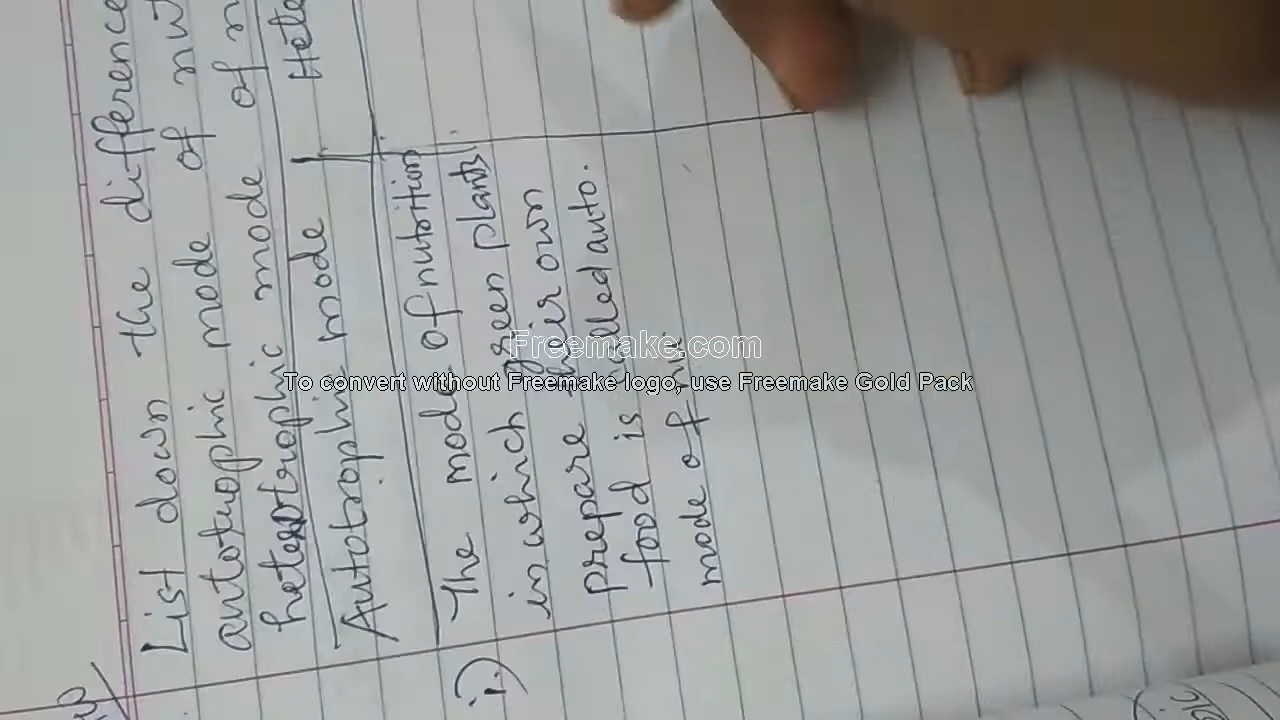 List down the difference
autotrophic mode of nut
heterotrophic mode of n
Autotrophic mode Hete
i.) The mode of nutrition
in which green plants
prepare their own
food is called auto.
mode of nu.
Freemake.com
To convert without Freemake logo, use Freemake Gold Pack